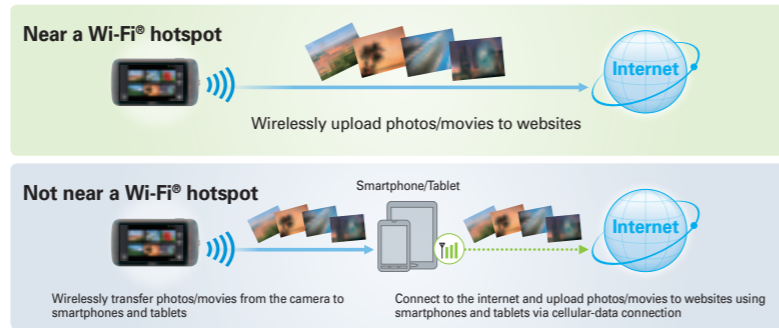 Near a Wi-Fi® hotspot
Internet
Wirelessly upload photos/movies to websites
Not near a Wi-Fi® hotspot
Smartphone/Tablet
Internet
Wirelessly transfer photos/movies from the camera to
smartphones and tablets
Connect to the internet and upload photos/movies to websites using
smartphones and tablets via cellular-data connection